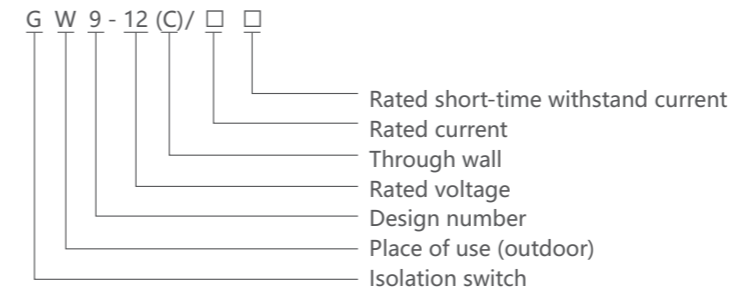 G W 9 - 12 (C) / □ □
Rated short-time withstand current
Rated current
Through wall
Rated voltage
Design number
Place of use (outdoor)
Isolation switch